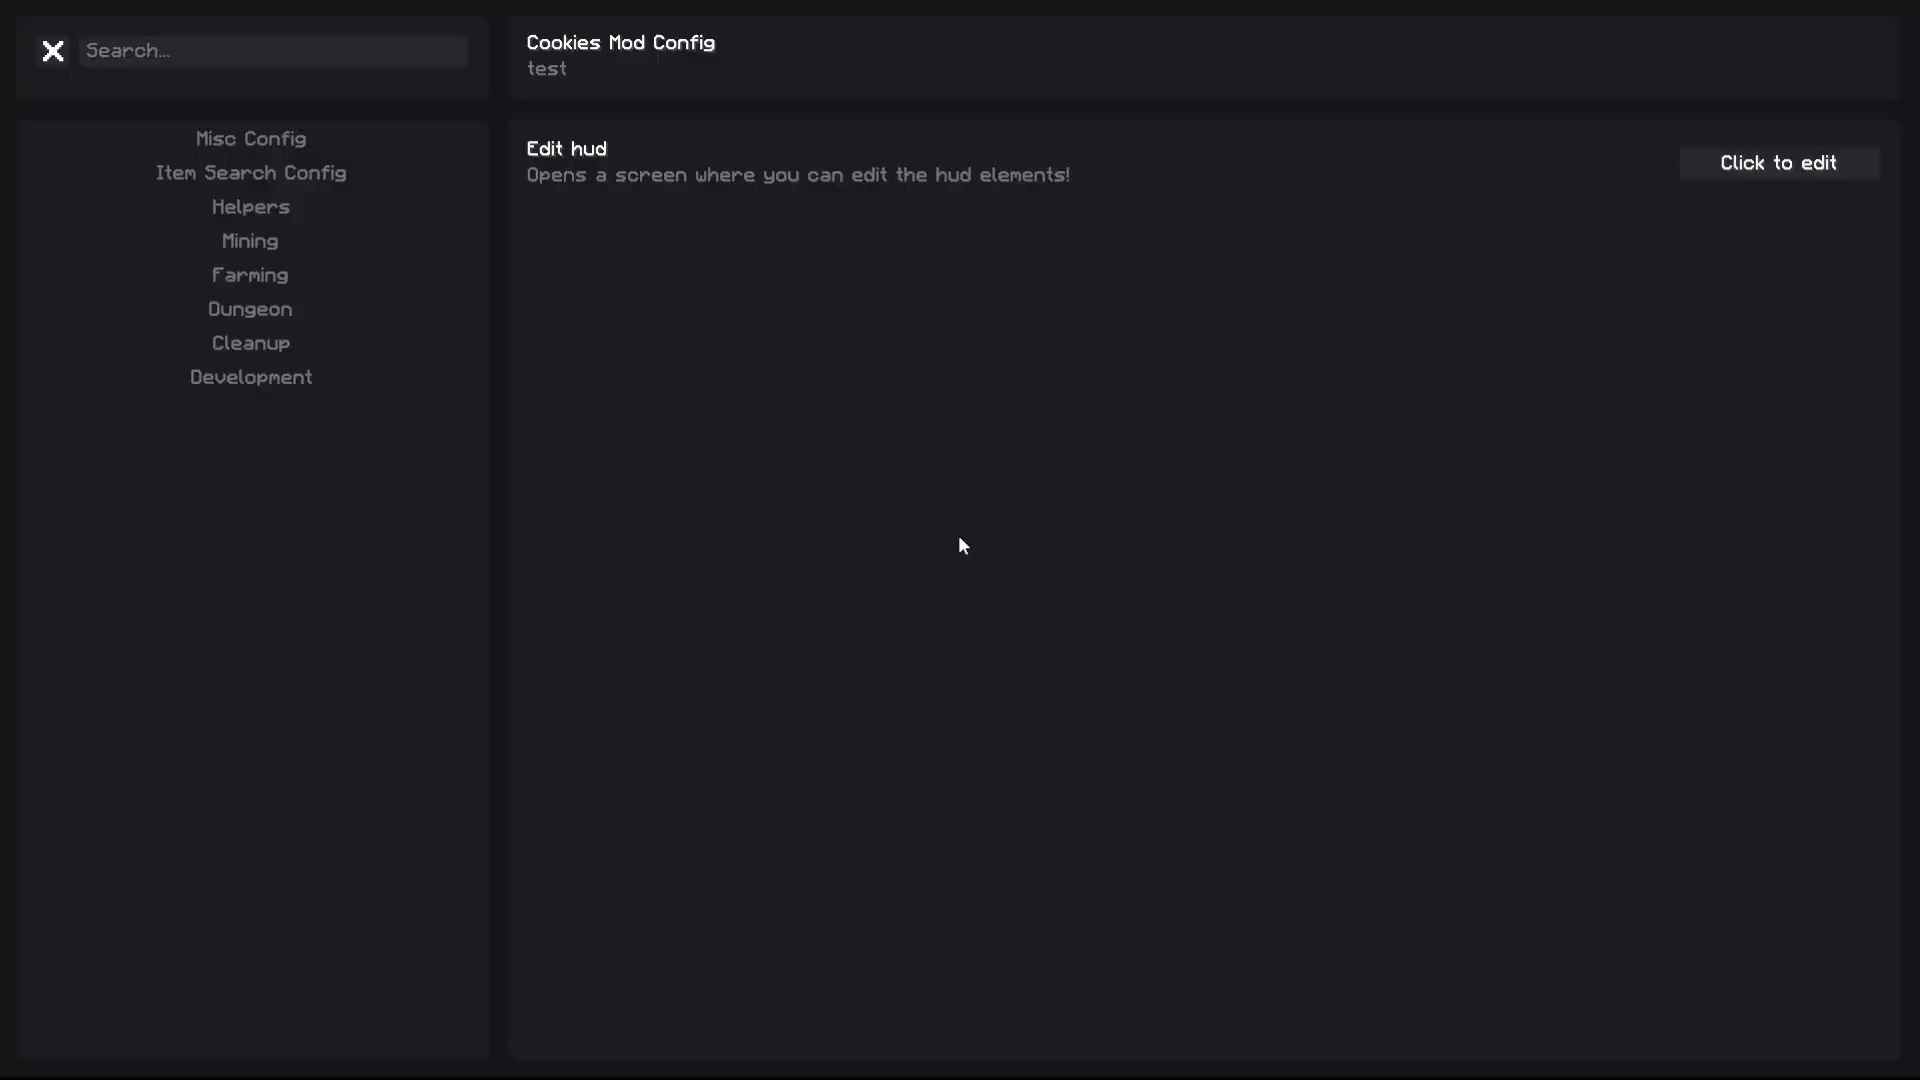 Search...
Cookies Mod Config
test
Misc Config
Item Search Config
Helpers
Mining
Farming
Dungeon
Cleanup
Development
Edit hud
Opens a screen where you can edit the hud elements!
Click to edit